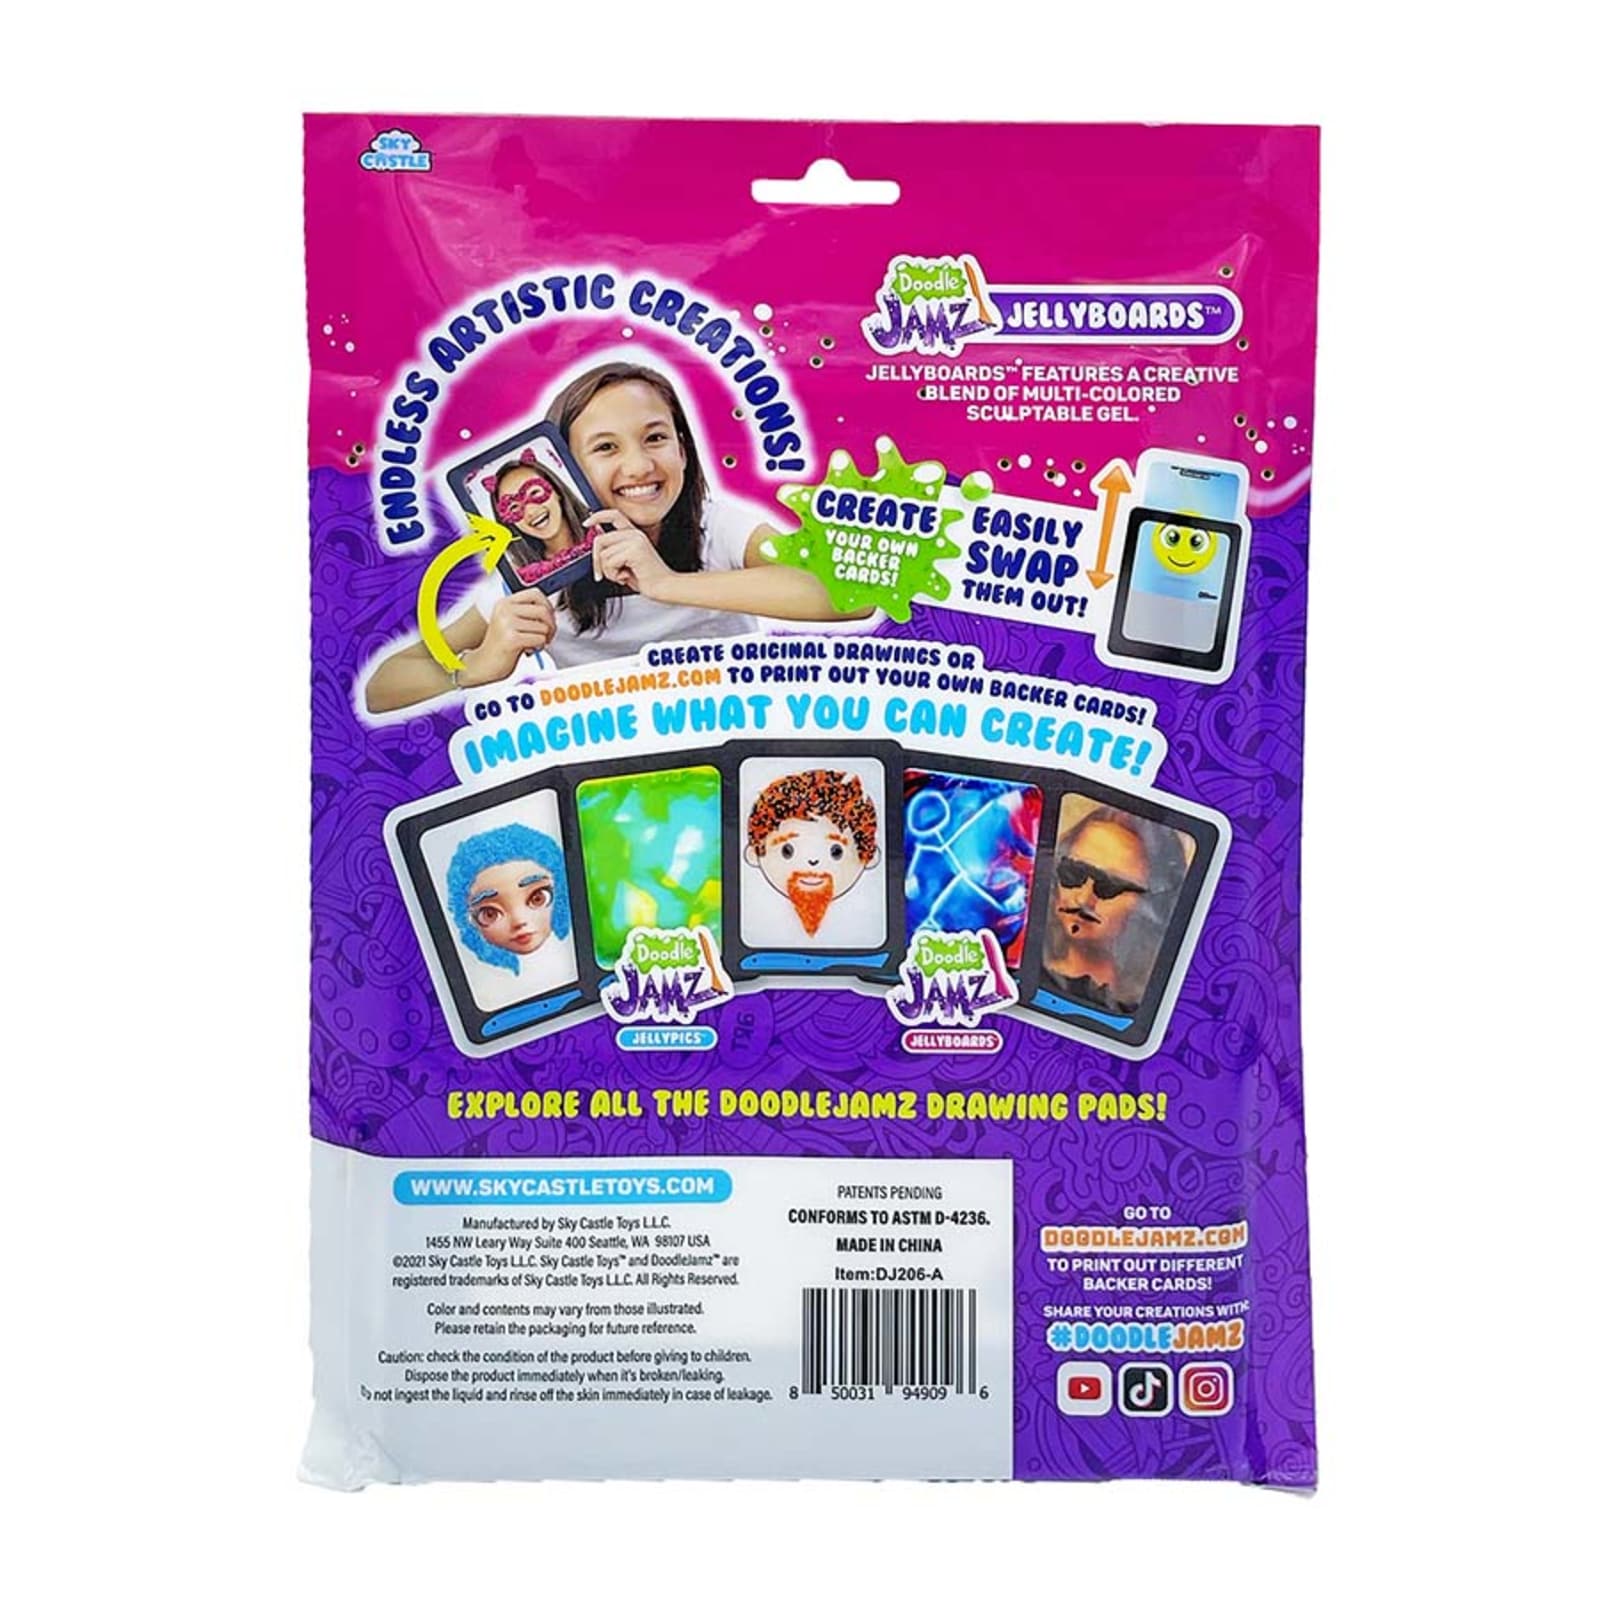 SKY
CASTLE
ENDLESS ARTISTIC CREATIONS!
Doodle
JAMZ
JELLYBOARDS™
JELLYBOARDS™ FEATURES A CREATIVE
BLEND OF MULTI-COLORED
SCULPTABLE GEL.
CREATE
YOUR OWN
BACKER
CARDS!
EASILY
SWAP
THEM OUT!
CREATE ORIGINAL DRAWINGS OR
GO TO DOODLEJAMZ.COM TO PRINT OUT YOUR OWN BACKER CARDS!
IMAGINE WHAT YOU CAN CREATE!
Doodle
JAMZ
JELLYPICS™
Doodle
JAMZ
JELLYBOARDS™
EXPLORE ALL THE DOODLEJAMZ DRAWING PADS!
WWW.SKYCASTLETOYS.COM
Manufactured by Sky Castle Toys L.L.C.
1455 NW Leary Way Suite 400 Seattle, WA 98107 USA
©2021 Sky Castle Toys L.L.C. Sky Castle Toys™ and DoodleJamz™ are
registered trademarks of Sky Castle Toys L.L.C. All Rights Reserved.
Color and contents may vary from those illustrated.
Please retain the packaging for future reference.
Caution: check the condition of the product before giving to children.
Dispose the product immediately when it's broken/leaking.
Do not ingest the liquid and rinse off the skin immediately in case of leakage.
PATENTS PENDING
CONFORMS TO ASTM D-4236.
MADE IN CHINA
Item:DJ206-A
8 50031 94909 6
GO TO
DOODLEJAMZ.COM
TO PRINT OUT DIFFERENT
BACKER CARDS!
SHARE YOUR CREATIONS WITH:
#DOODLEJAMZ